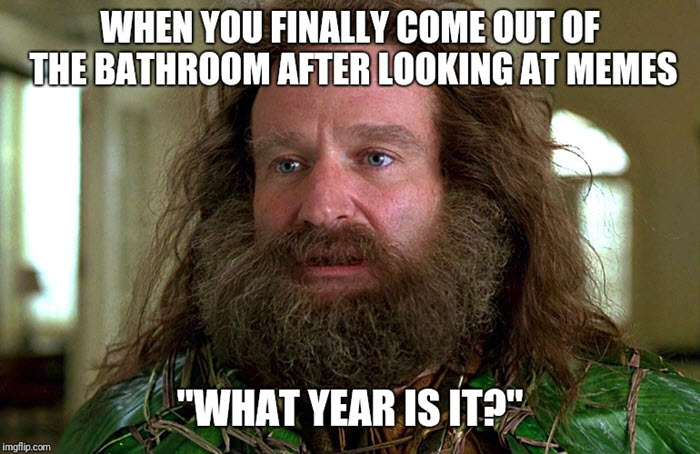 WHEN YOU FINALLY COME OUT OF
THE BATHROOM AFTER LOOKING AT MEMES
"WHAT YEAR IS IT?"
imgflip.com